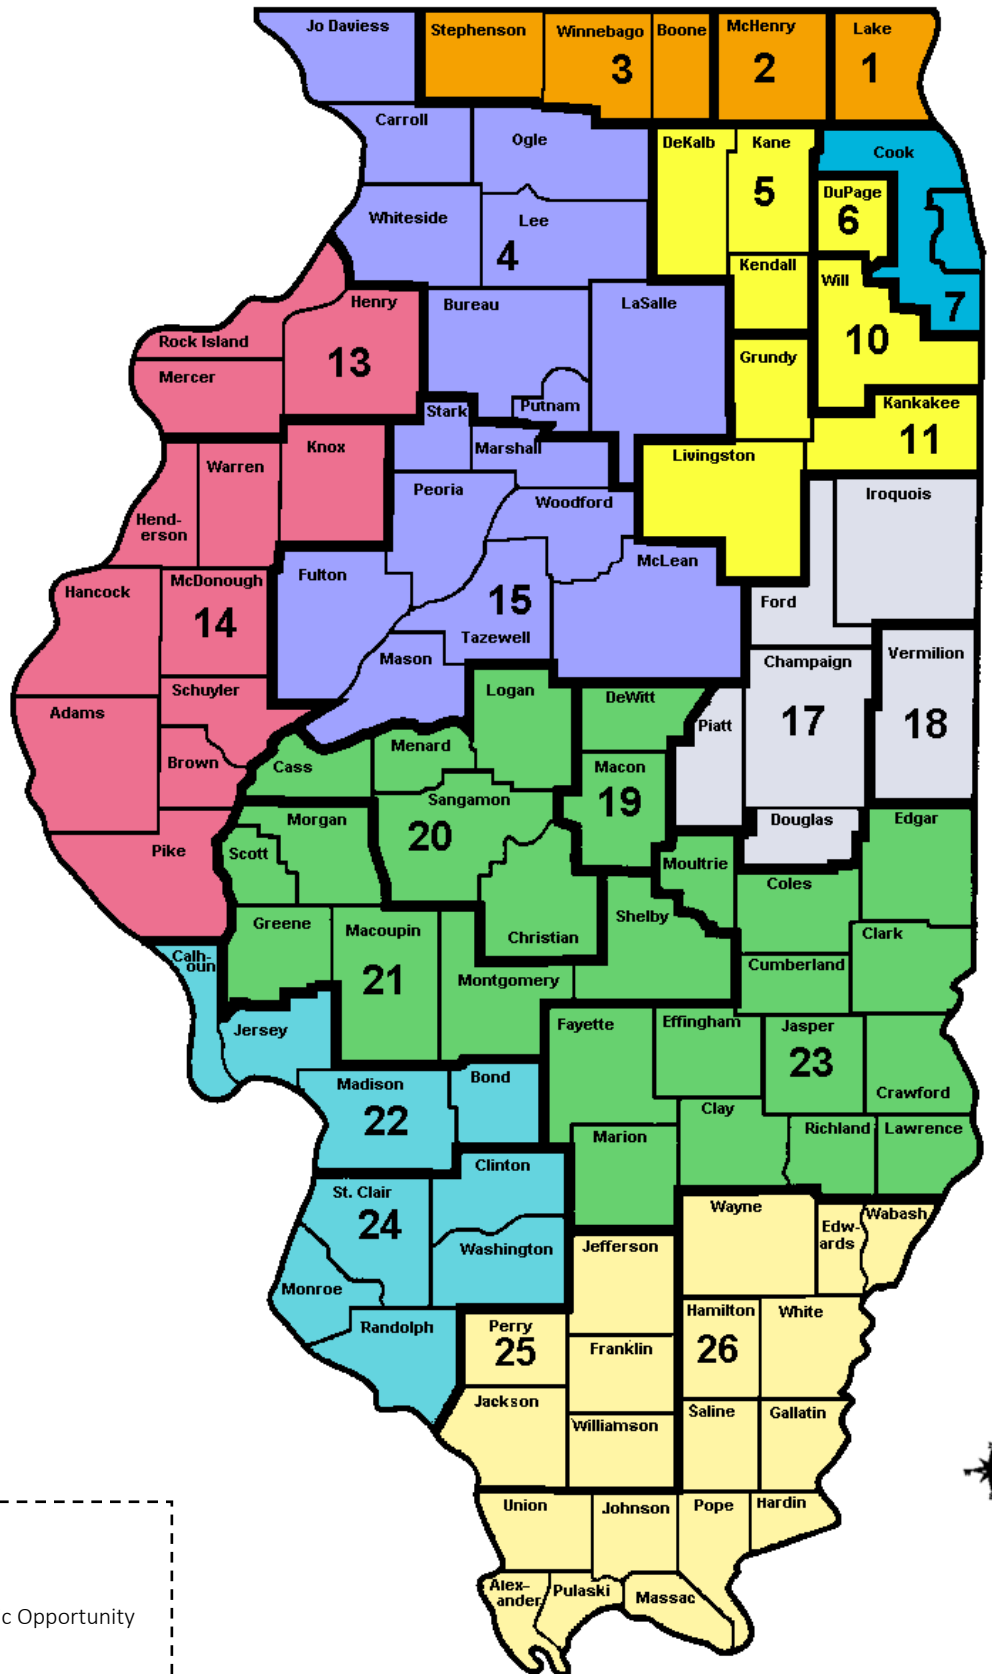 Jo Daviess
Stephenson
Winnebago
Boone
McHenry
Lake
3
2
1
Carroll
Ogle
DeKalb
Kane
Cook
5
DuPage
6
Whiteside
Lee
4
Kendall
Will
7
Henry
Bureau
LaSalle
Rock Island
13
10
Mercer
Grundy
Stark
Putnam
Kankakee
11
Knox
Marshall
Livingston
Warren
Peoria
Woodford
Iroquois
Hend-
erson
Fulton
McLean
Hancock
McDonough
14
15
Ford
Tazewell
Mason
Champaign
Vermilion
Schuyler
Logan
DeWitt
Adams
Piatt
17
18
Brown
Cass
Menard
Macon
19
Sangamon
20
Morgan
Douglas
Edgar
Pike
Scott
Moultrie
Coles
Greene
Macoupin
Shelby
Christian
Clark
Calh-
oun
21
Montgomery
Cumberland
Jersey
Fayette
Effingham
Jasper
23
Madison
Bond
Crawford
22
Clay
Marion
Richland
Lawrence
Clinton
St. Clair
24
Wayne
Edw-
ards
Wabash
Washington
Jefferson
Monroe
Randolph
Perry
25
Hamilton
26
White
Franklin
Jackson
Williamson
Saline
Gallatin
Union
Johnson
Pope
Hardin
Alex-
ander
Pulaski
Massac
c Opportunity